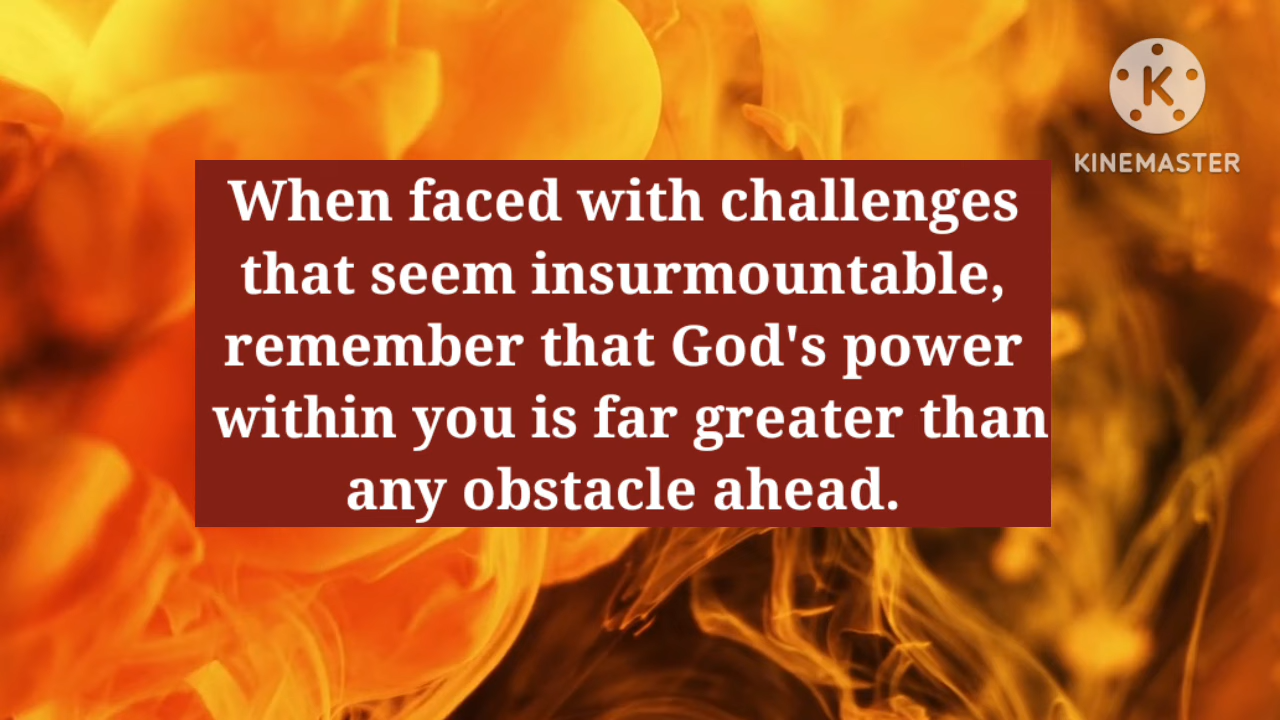 K
KINEMASTER
When faced with challenges
that seem insurmountable,
remember that God's power
within you is far greater than
any obstacle ahead.